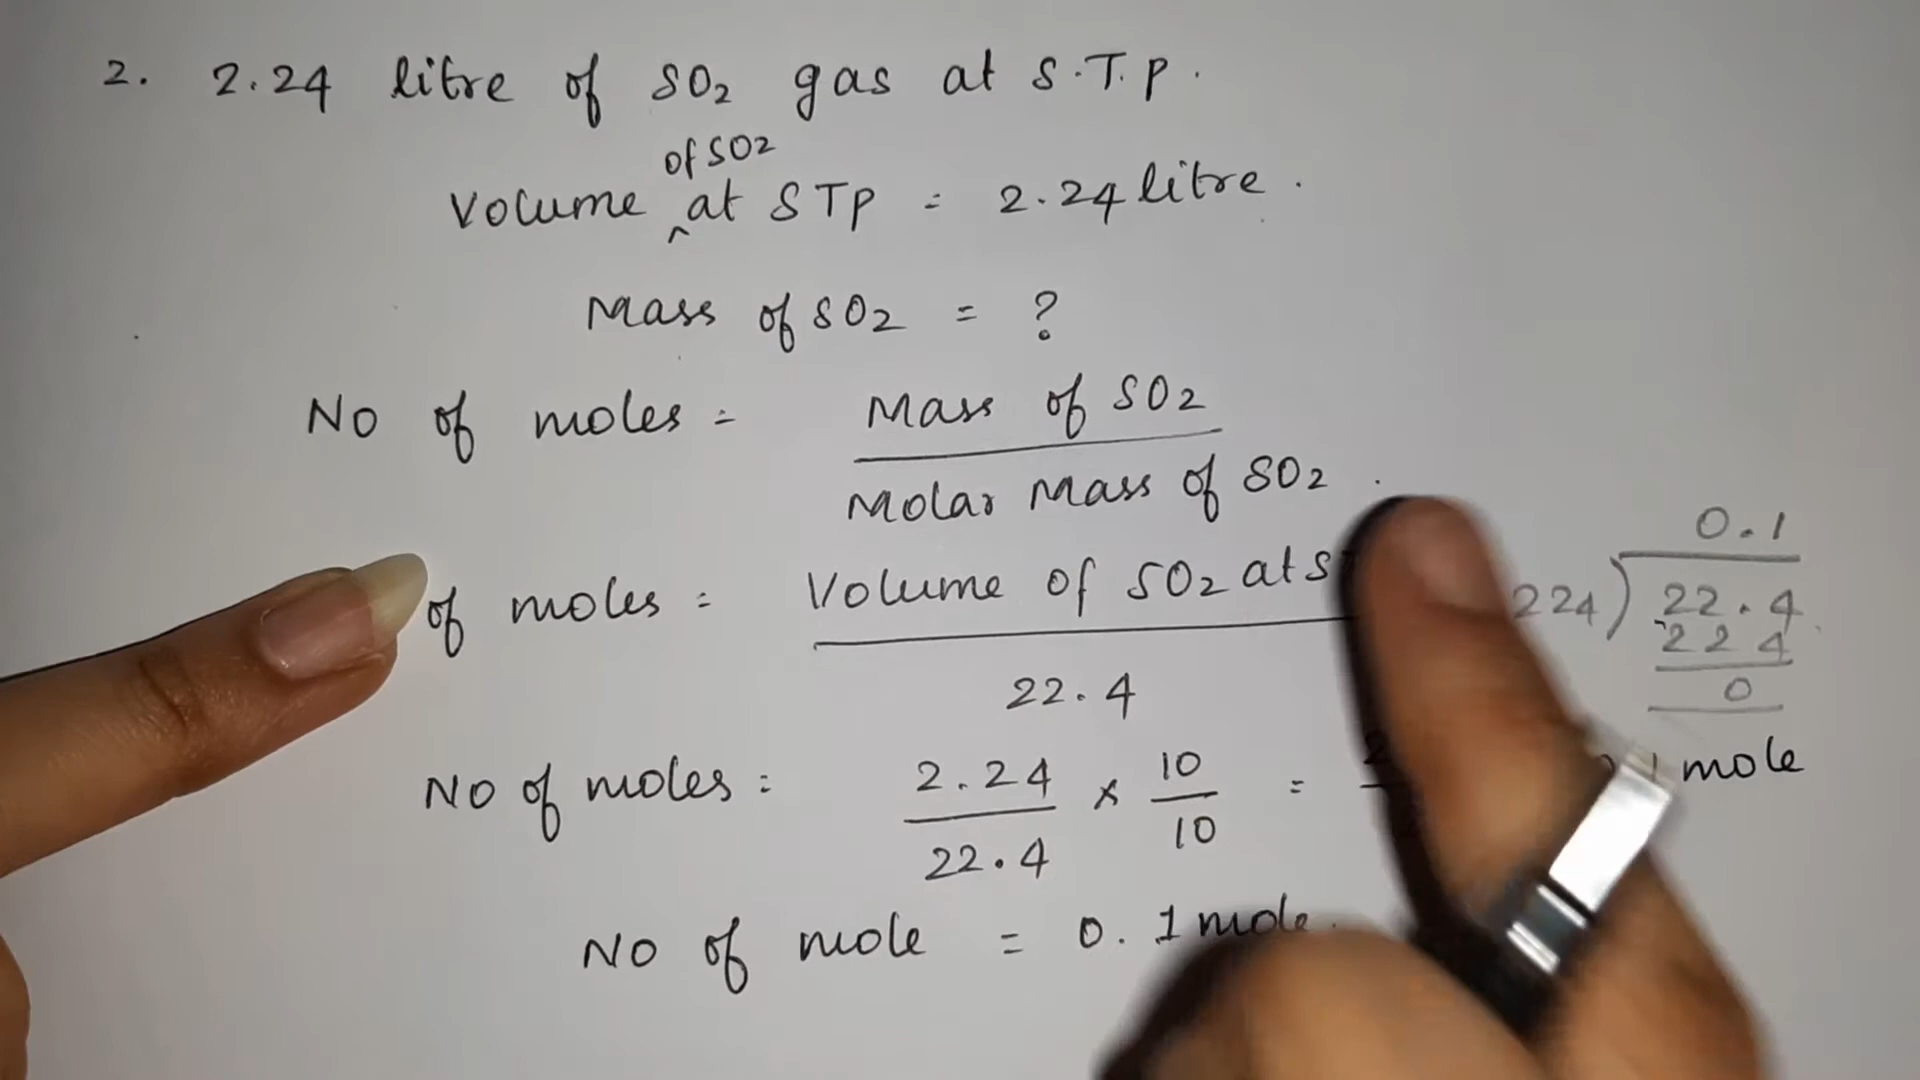 2. 2.24 litre of SO2 gas at S.T.P.
of SO2
Volume ^ at STP = 2.24 litre.
Mass of SO2 = ?
No of moles = Mass of SO2
Molar Mass of SO2
of moles = Volume of SO2 at S
22.4
0.1
224) 22.4
224
0
No of moles = 2.24 × 10 =
22.4 10
mole
No of mole = 0.1 mole.